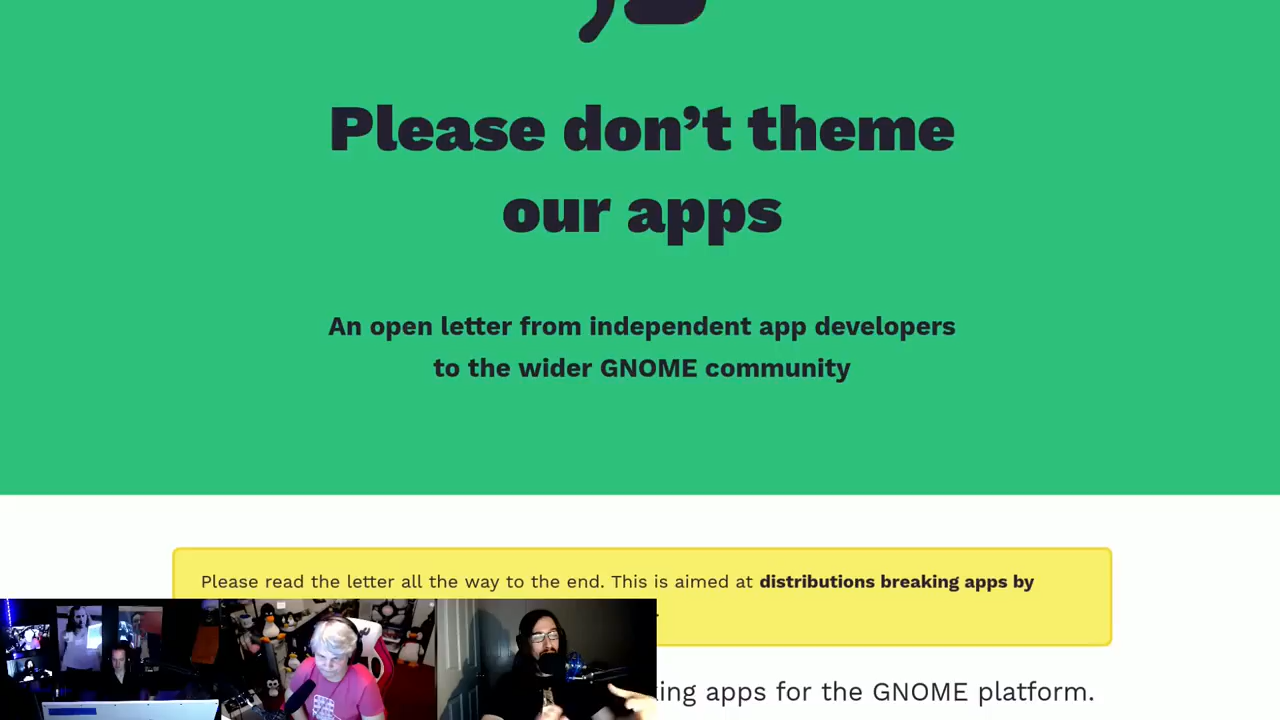 Please don’t theme
our apps
An open letter from independent app developers
to the wider GNOME community
Please read the letter all the way to the end. This is aimed at distributions breaking apps by
ing apps for the GNOME platform.